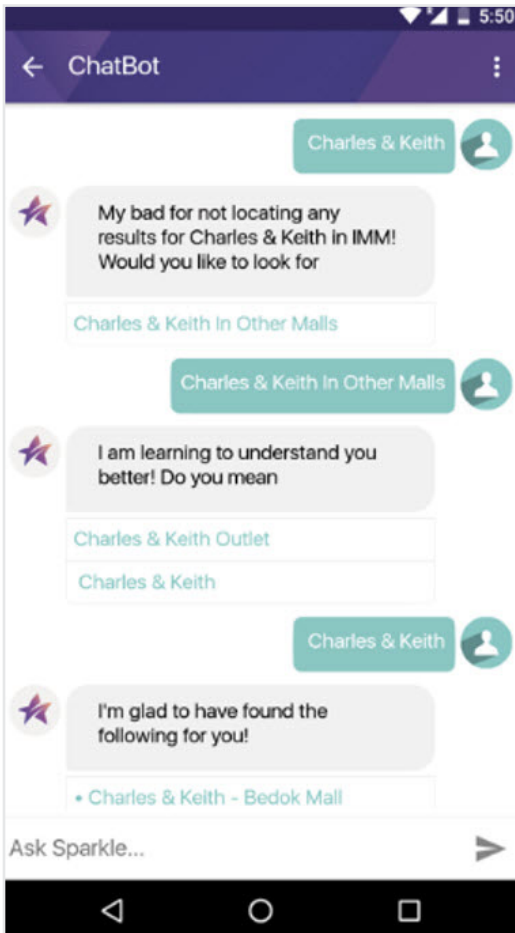 5:50
ChatBot
Charles & Keith
My bad for not locating any
results for Charles & Keith in IMM!
Would you like to look for
Charles & Keith In Other Malls
Charles & Keith In Other Malls
I am learning to understand you
better! Do you mean
Charles & Keith Outlet
Charles & Keith
Charles & Keith
I'm glad to have found the
following for you!
• Charles & Keith - Bedok Mall
Ask Sparkle...